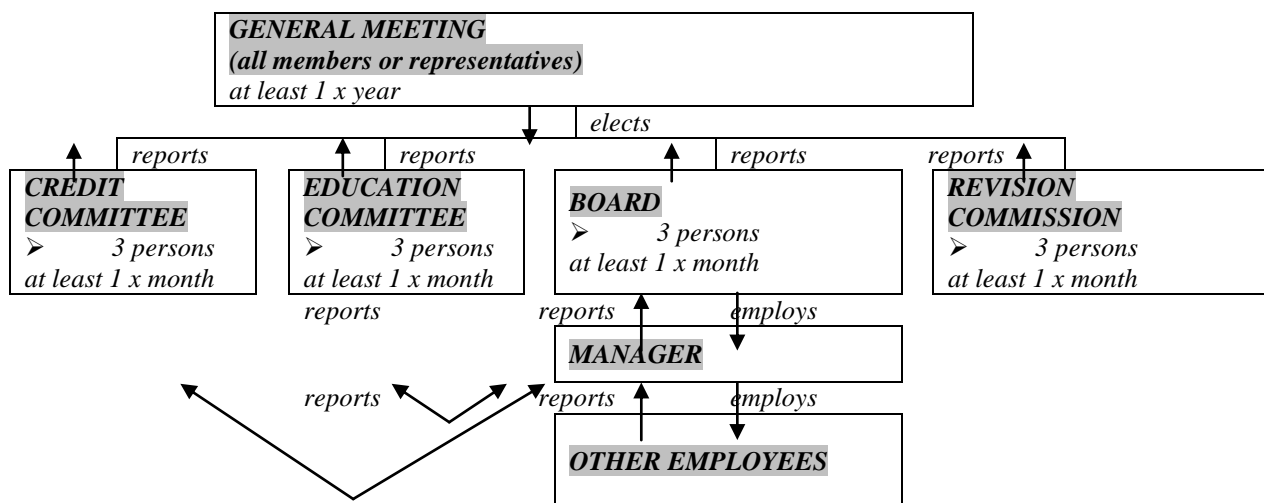 GENERAL MEETING
(all members or representatives)
at least 1 x year
elects
reports
reports
reports
reports
CREDIT
COMMITTEE
➢ 3 persons
at least 1 x month
EDUCATION
COMMITTEE
➢ 3 persons
at least 1 x month
BOARD
➢ 3 persons
at least 1 x month
REVISION
COMMISSION
➢ 3 persons
at least 1 x month
reports
reports
employs
MANAGER
reports
reports
employs
OTHER EMPLOYEES